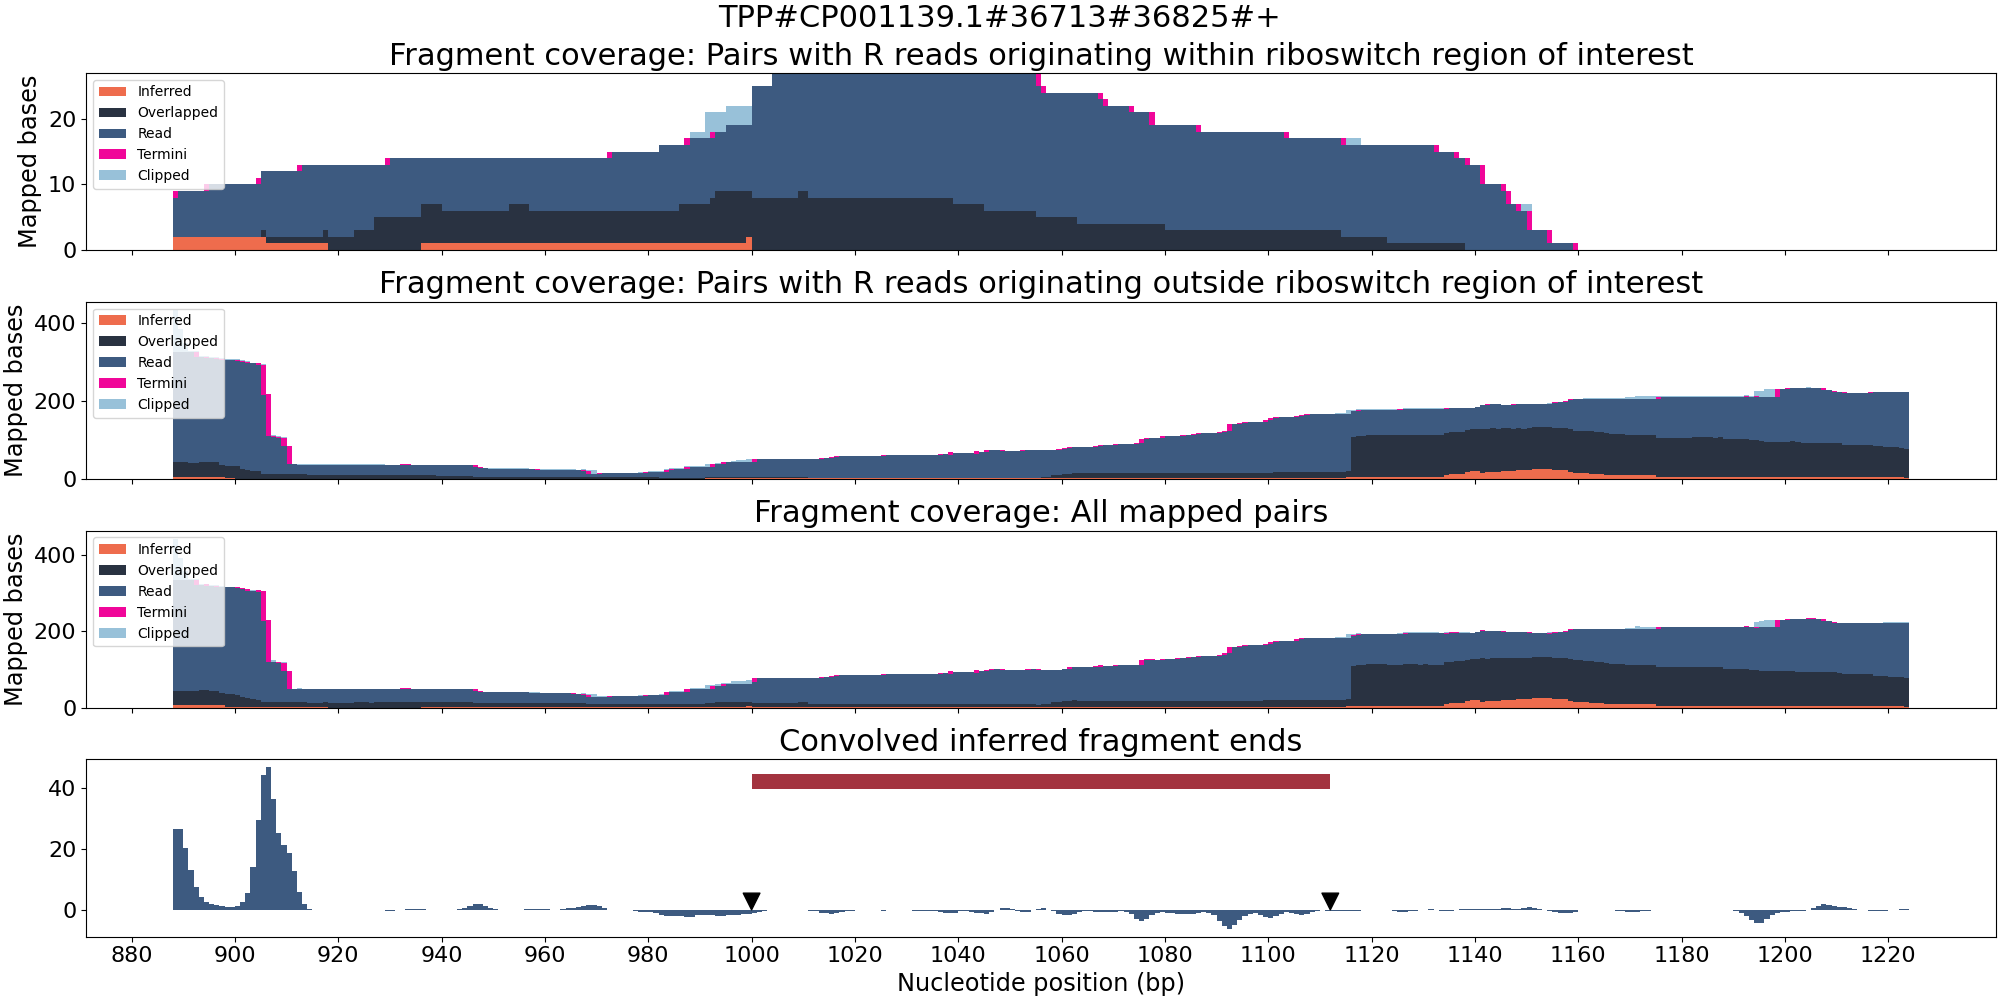 TPP#CP001139.1#36713#36825#+
Fragment coverage: Pairs with R reads originating within riboswitch region of interest
Mapped bases
20
10
0
Inferred
Overlapped
Read
Termini
Clipped
Fragment coverage: Pairs with R reads originating outside riboswitch region of interest
Mapped bases
400
200
0
Inferred
Overlapped
Read
Termini
Clipped
Fragment coverage: All mapped pairs
Mapped bases
400
200
0
Inferred
Overlapped
Read
Termini
Clipped
Convolved inferred fragment ends
40
20
0
880 900 920 940 960 980 1000 1020 1040 1060 1080 1100 1120 1140 1160 1180 1200 1220
Nucleotide position (bp)